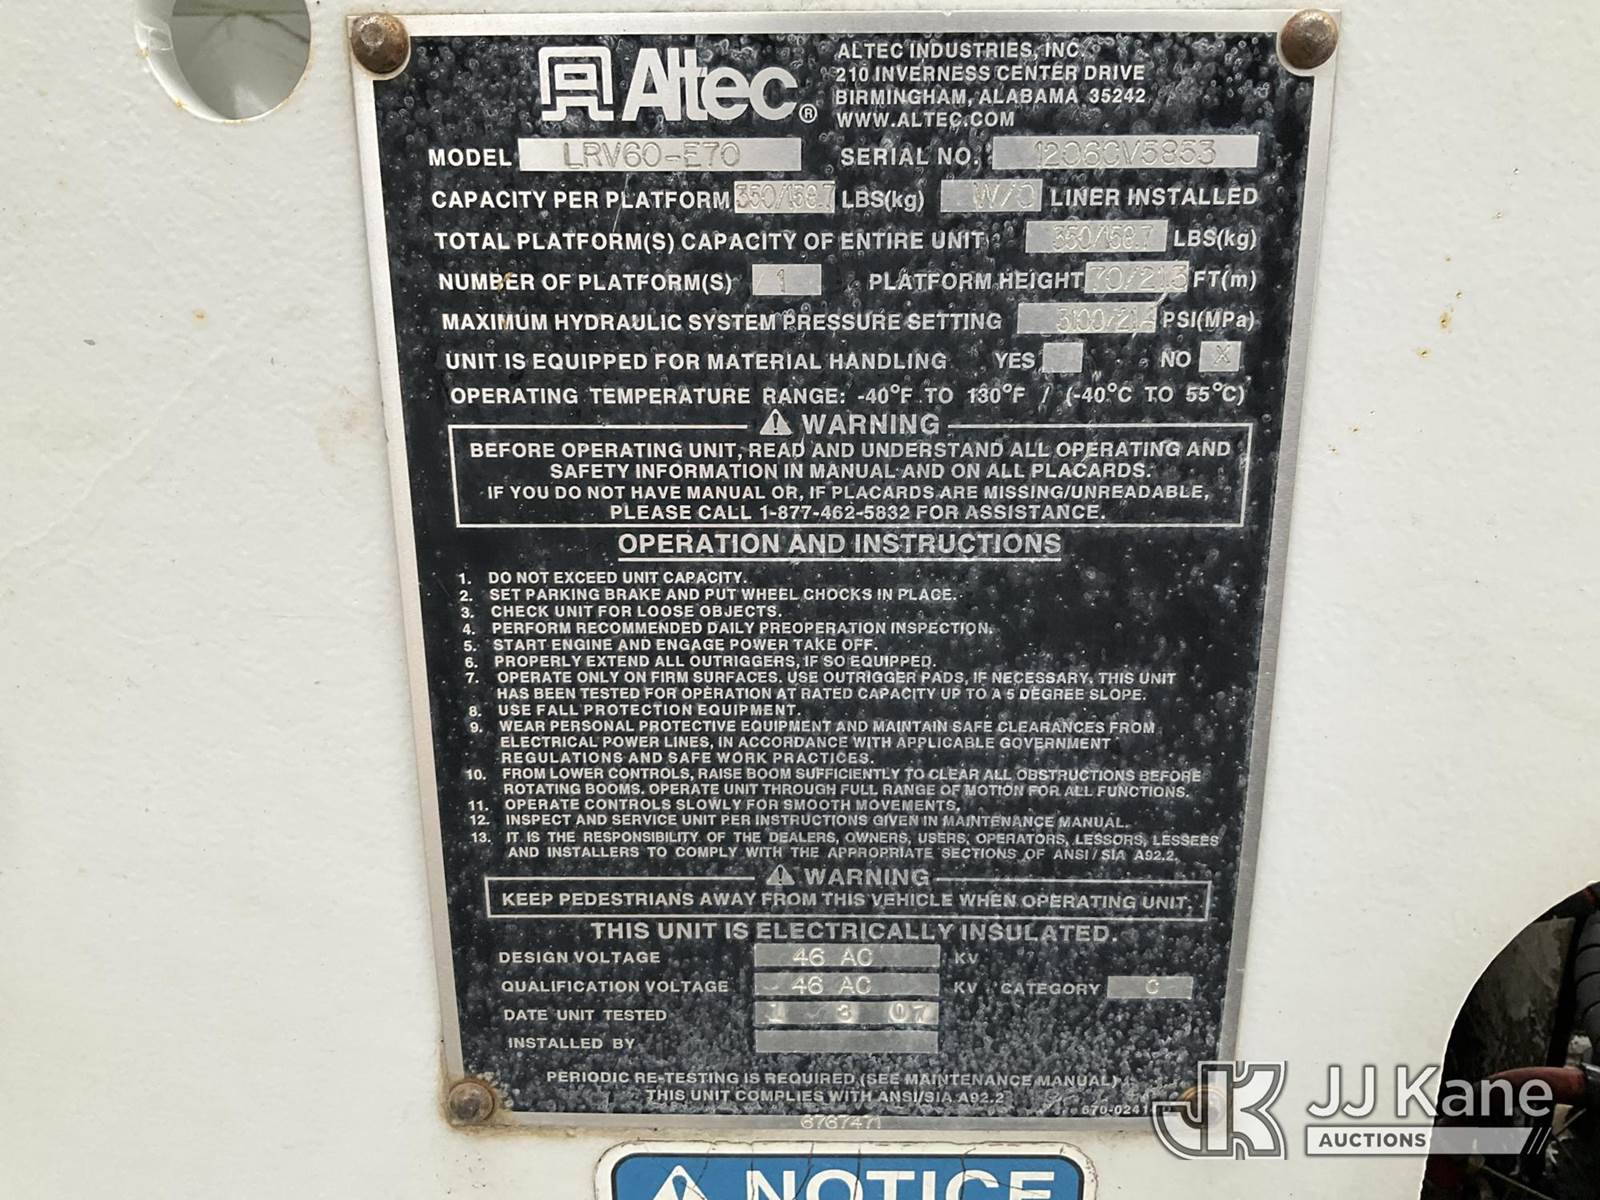 Altec®
ALTEC INDUSTRIES, INC.
210 INVERNESS CENTER DRIVE
BIRMINGHAM, ALABAMA 35242
WWW.ALTEC.COM
MODEL LRV60-E70 SERIAL NO. 1206CV5853
CAPACITY PER PLATFORM 350/158.7 LBS(kg) W/O LINER INSTALLED
TOTAL PLATFORM(S) CAPACITY OF ENTIRE UNIT 350/158.7 LBS(kg)
NUMBER OF PLATFORM(S) 1 PLATFORM HEIGHT 70/21.3 FT(m)
MAXIMUM HYDRAULIC SYSTEM PRESSURE SETTING 3100/21.4 PSI(MPa)
UNIT IS EQUIPPED FOR MATERIAL HANDLING YES NO X
OPERATING TEMPERATURE RANGE: -40°F TO 130°F / (-40°C TO 55°C)
WARNING
BEFORE OPERATING UNIT, READ AND UNDERSTAND ALL OPERATING AND
SAFETY INFORMATION IN MANUAL AND ON ALL PLACARDS.
IF YOU DO NOT HAVE MANUAL OR, IF PLACARDS ARE MISSING/UNREADABLE,
PLEASE CALL 1-877-462-5832 FOR ASSISTANCE.
OPERATION AND INSTRUCTIONS
1. DO NOT EXCEED UNIT CAPACITY.
2. SET PARKING BRAKE AND PUT WHEEL CHOCKS IN PLACE.
3. CHECK UNIT FOR LOOSE OBJECTS.
4. PERFORM RECOMMENDED DAILY PREOPERATION INSPECTION.
5. START ENGINE AND ENGAGE POWER TAKE OFF.
6. PROPERLY EXTEND ALL OUTRIGGERS, IF SO EQUIPPED.
7. OPERATE ONLY ON FIRM SURFACES. USE OUTRIGGER PADS, IF NECESSARY. THIS UNIT
HAS BEEN TESTED FOR OPERATION AT RATED CAPACITY UP TO A 5 DEGREE SLOPE.
8. USE FALL PROTECTION EQUIPMENT.
9. WEAR PERSONAL PROTECTIVE EQUIPMENT AND MAINTAIN SAFE CLEARANCES FROM
ELECTRICAL POWER LINES, IN ACCORDANCE WITH APPLICABLE GOVERNMENT
REGULATIONS AND SAFE WORK PRACTICES.
10. FROM LOWER CONTROLS, RAISE BOOM SUFFICIENTLY TO CLEAR ALL OBSTRUCTIONS BEFORE
ROTATING BOOMS. OPERATE UNIT THROUGH FULL RANGE OF MOTION FOR ALL FUNCTIONS.
11. OPERATE CONTROLS SLOWLY FOR SMOOTH MOVEMENTS.
12. INSPECT AND SERVICE UNIT PER INSTRUCTIONS GIVEN IN MAINTENANCE MANUAL.
13. IT IS THE RESPONSIBILITY OF THE DEALERS, OWNERS, USERS, OPERATORS, LESSORS, LESSEES
AND INSTALLERS TO COMPLY WITH THE APPROPRIATE SECTIONS OF ANSI / SIA A92.2.
WARNING
KEEP PEDESTRIANS AWAY FROM THIS VEHICLE WHEN OPERATING UNIT.
THIS UNIT IS ELECTRICALLY INSULATED.
DESIGN VOLTAGE 46 AC KV
QUALIFICATION VOLTAGE 46 AC KV CATEGORY C
DATE UNIT TESTED 1 3 07
INSTALLED BY
PERIODIC RE-TESTING IS REQUIRED (SEE MAINTENANCE MANUAL)
THIS UNIT COMPLIES WITH ANSI/SIA A92.2
6767471
NOTICE
JK JJ Kane
AUCTIONS